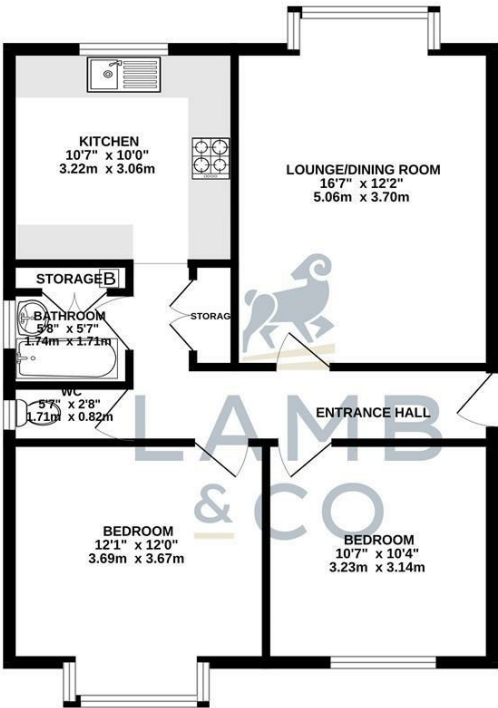 KITCHEN
10'7" x 10'0"
3.22m x 3.06m
LOUNGE/DINING ROOM
16'7" x 12'2"
5.06m x 3.70m
STORAGE
B
BATHROOM
5'8" x 5'7"
1.74m x 1.71m
STORAG
WC
5'7" x 2'8"
1.71m x 0.82m
ENTRANCE HALL
LAMB
& CO
BEDROOM
12'1" x 12'0"
3.69m x 3.67m
BEDROOM
10'7" x 10'4"
3.23m x 3.14m